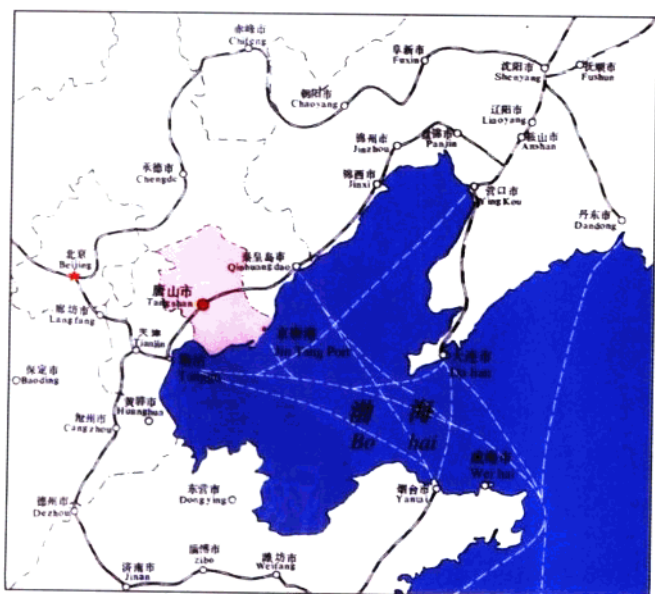 赤峰市
Chifeng
阜新市
Fuxin
沈阳市
Shenyang
抚顺市
Fushun
朝阳市
Chaoyang
辽阳市
Liaoyang
鞍山市
Anshan
锦州市
Jinzhou
盘锦市
Panjin
承德市
Chengde
锦西市
Jinxi
营口市
Ying Kou
丹东市
Dandong
北京
Beijing
秦皇岛市
Qinhuangdao
唐山市
Tangshan
廊坊市
Langfang
天津
Tianjin
京唐港
Jin Tang Port
塘沽
Tanggu
大连市
Da lian
保定市
Baoding
黄骅市
Huanghua
沧州市
Cangzhou
渤海
Bo hai
威海市
Wei hai
烟台市
Yantai
东营市
Dongying
德州市
Dezhou
济南市
Jinan
淄博市
Zibo
潍坊市
Weifang